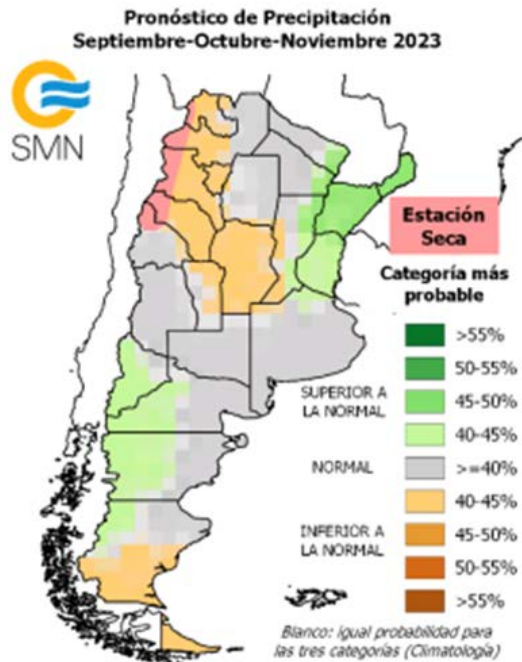 Pronóstico de Precipitación
Septiembre-Octubre-Noviembre 2023
SMN
Estación
Seca
Categoría más
probable
>55%
50-55%
SUPERIOR A
LA NORMAL
45-50%
40-45%
NORMAL
>=40%
40-45%
INFERIOR A
LA NORMAL
45-50%
50-55%
>55%
Blanco: igual probabilidad para
las tres categorías (Climatología)